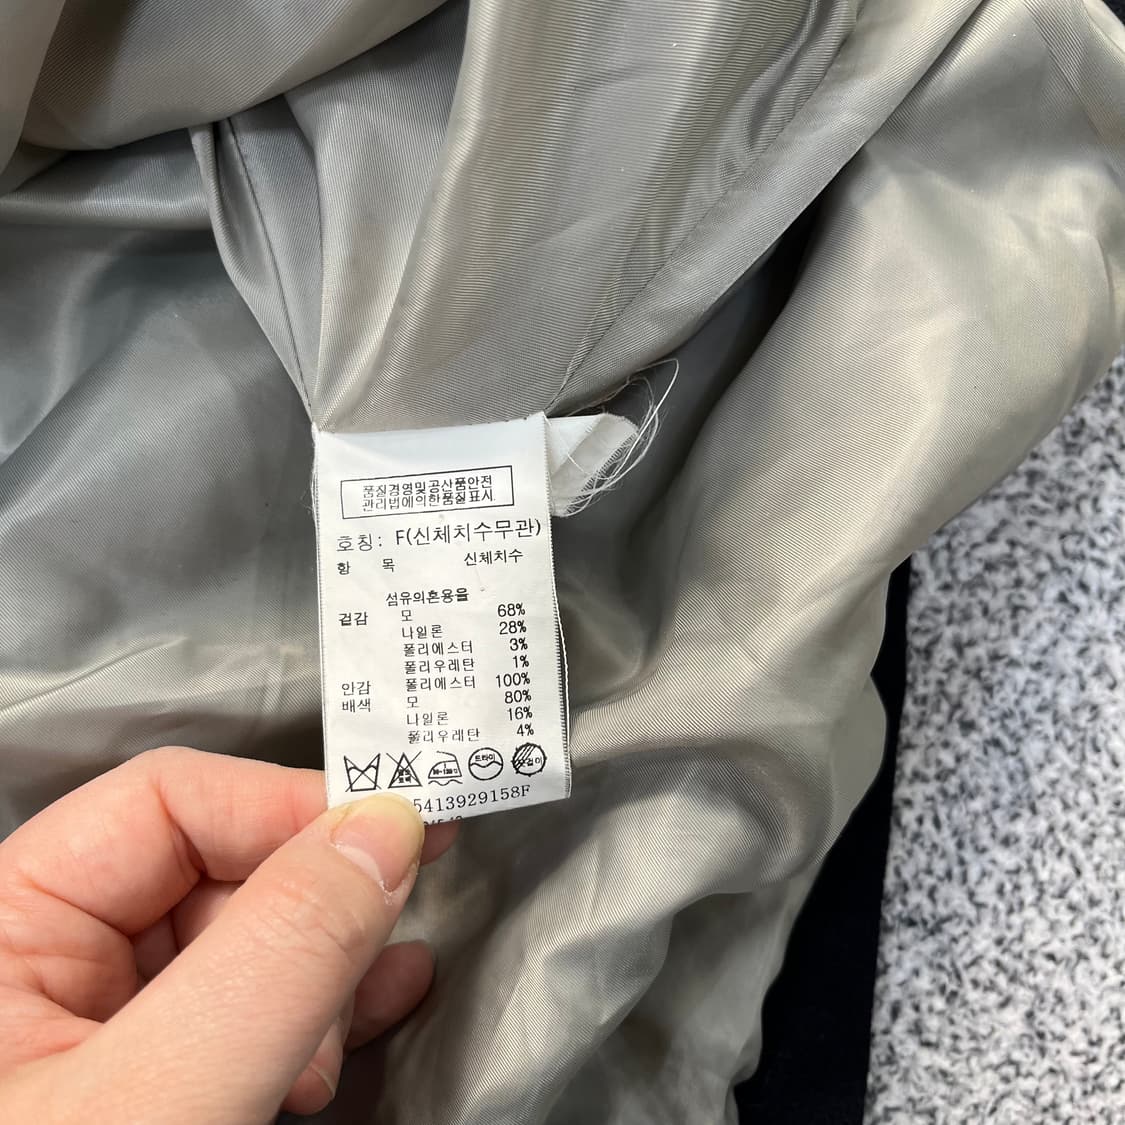 품질경영및공산품안전
관리법에의한품질표시
호칭: F(신체치수무관)
항 목 신체치수
섬유의혼용율
겉감 모 68%
나일론 28%
폴리에스터 3%
폴리우레탄 1%
안감 폴리에스터 100%
배색 모 80%
나일론 16%
폴리우레탄 4%
드라이
5413929158F